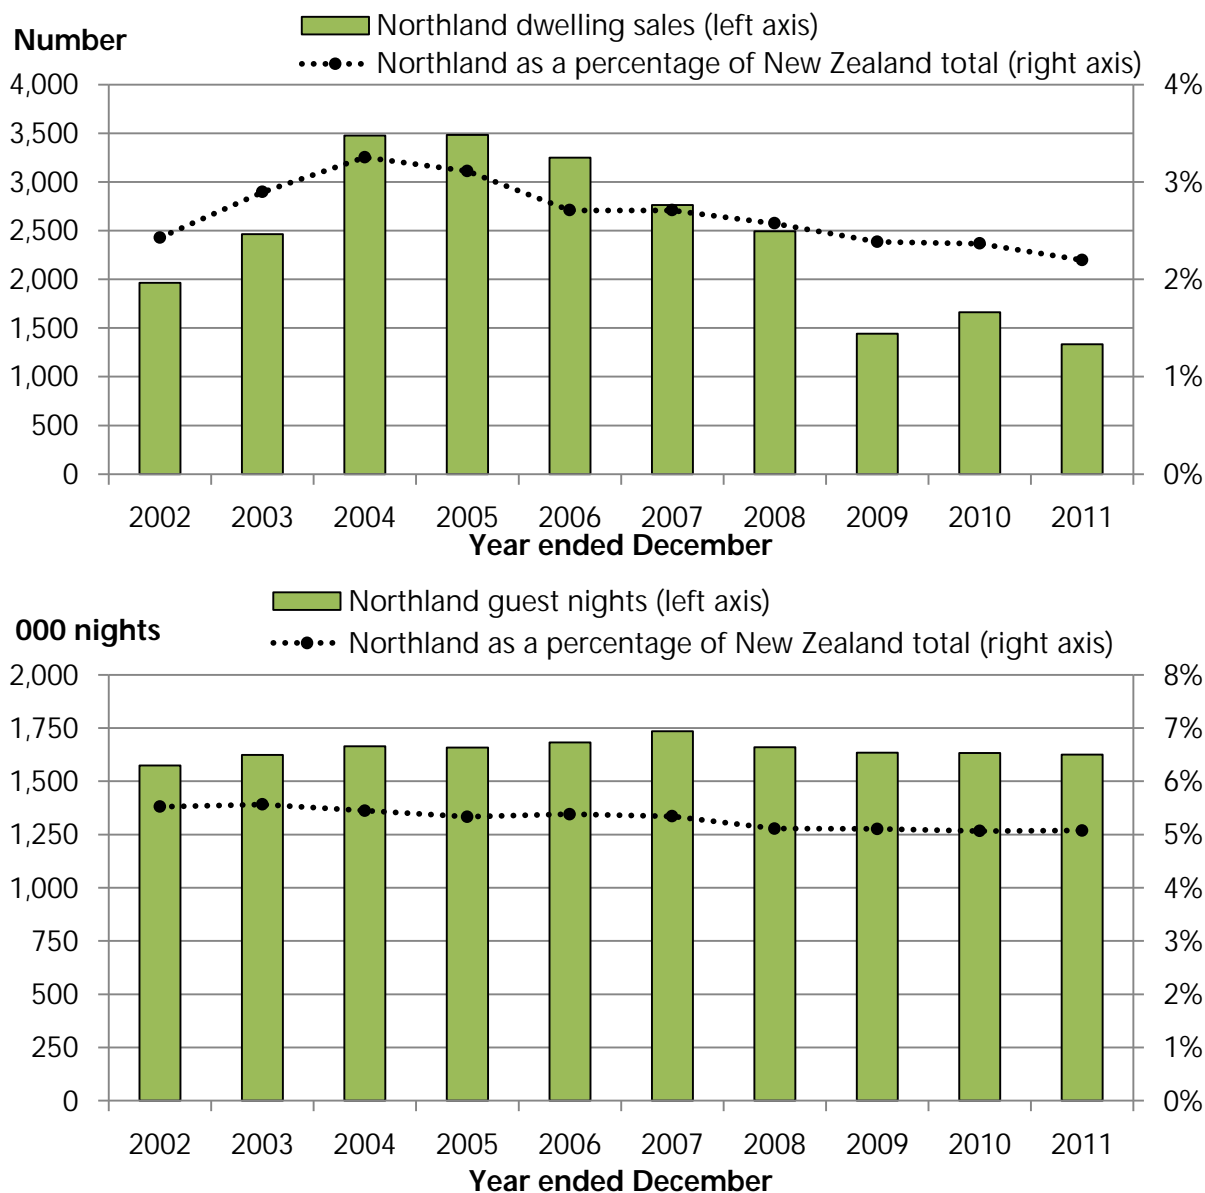 Northland dwelling sales (left axis)
Number
Northland as a percentage of New Zealand total (right axis)
4,000 4%
3,500
3,000 3%
2,500
2,000 2%
1,500
1,000 1%
500
0 0%
2002 2003 2004 2005 2006 2007 2008 2009 2010 2011
Year ended December
Northland guest nights (left axis)
000 nights
Northland as a percentage of New Zealand total (right axis)
2,000 8%
1,750 7%
1,500 6%
1,250 5%
1,000 4%
750 3%
500 2%
250 1%
0 0%
2002 2003 2004 2005 2006 2007 2008 2009 2010 2011
Year ended December